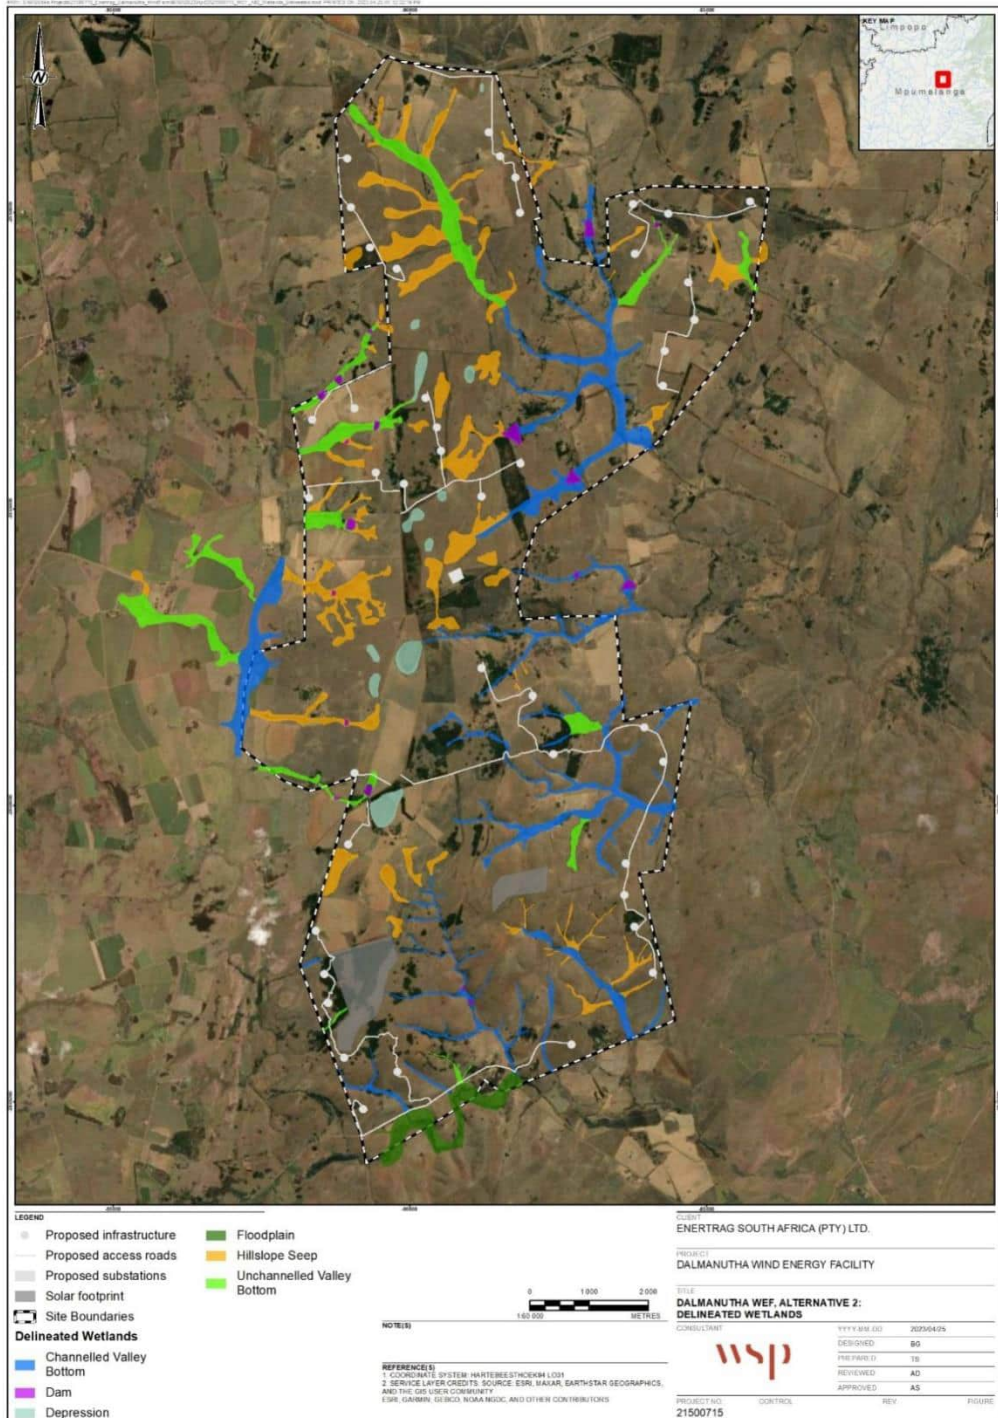 N
KEY MAP
Limpopo
Mpumalanga
LEGEND
Proposed infrastructure
Proposed access roads
Proposed substations
Solar footprint
Site Boundaries
Delineated Wetlands
Channelled Valley
Bottom
Dam
Depression
Floodplain
Hillslope Seep
Unchannelled Valley
Bottom
0 1 000 2 000
1:60 000 METRES
NOTE(S)
REFERENCE(S)
1. COORDINATE SYSTEM: HARTEBEESTHOEK94 LO31
2. SERVICE LAYER CREDITS: SOURCE: ESRI, MAXAR, EARTHSTAR GEOGRAPHICS,
AND THE GIS USER COMMUNITY
ESRI, GARMIN, GEBCO, NOAA NGDC, AND OTHER CONTRIBUTORS
CLIENT
ENERTRAG SOUTH AFRICA (PTY) LTD.
PROJECT
DALMANUTHA WIND ENERGY FACILITY
TITLE
DALMANUTHA WEF, ALTERNATIVE 2:
DELINEATED WETLANDS
CONSULTANT
wsp
YYYY-MM-DD 2023/04/25
DESIGNED BG
PREPARED
REVIEWED AO
APPROVED AS
PROJECT NO. CONTROL REV. FIGURE
21500715